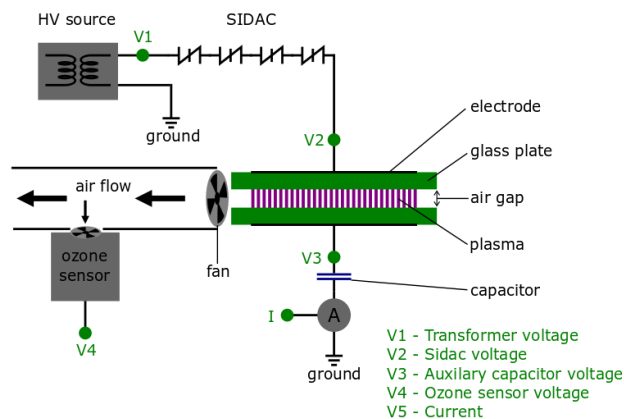 HV source
SIDAC
V1
ground
electrode
V2
glass plate
air flow
air gap
plasma
ozone
sensor
fan
V3
capacitor
I
A
V4
ground
V1 - Transformer voltage
V2 - Sidac voltage
V3 - Auxilary capacitor voltage
V4 - Ozone sensor voltage
V5 - Current